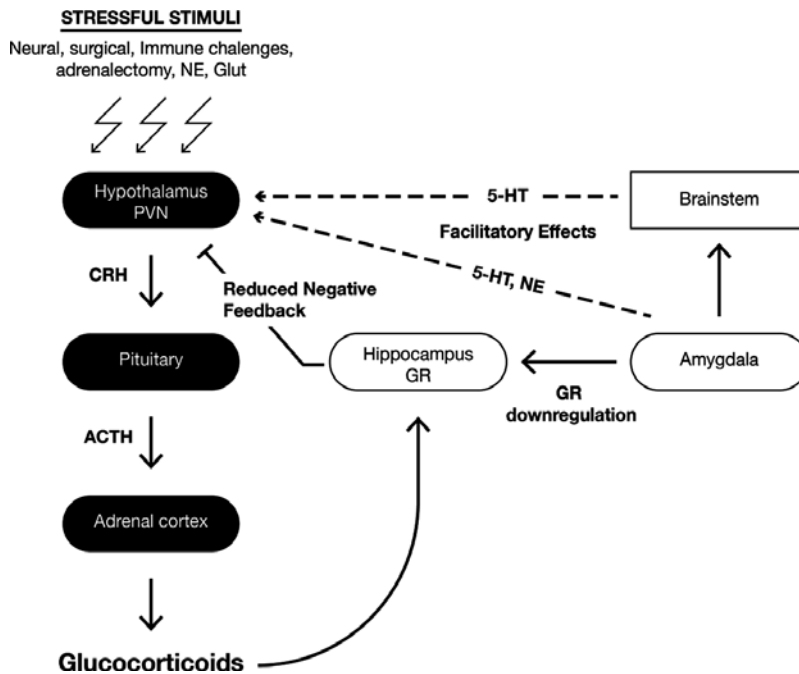 STRESSFUL STIMULI
Neural, surgical, Immune chalenges,
adrenalectomy, NE, Glut
Hypothalamus
PVN
5-HT
Brainstem
Facilitatory Effects
CRH
Reduced Negative
Feedback
5-HT, NE
Pituitary
Hippocampus
GR
Amygdala
GR
downregulation
ACTH
Adrenal cortex
Glucocorticoids